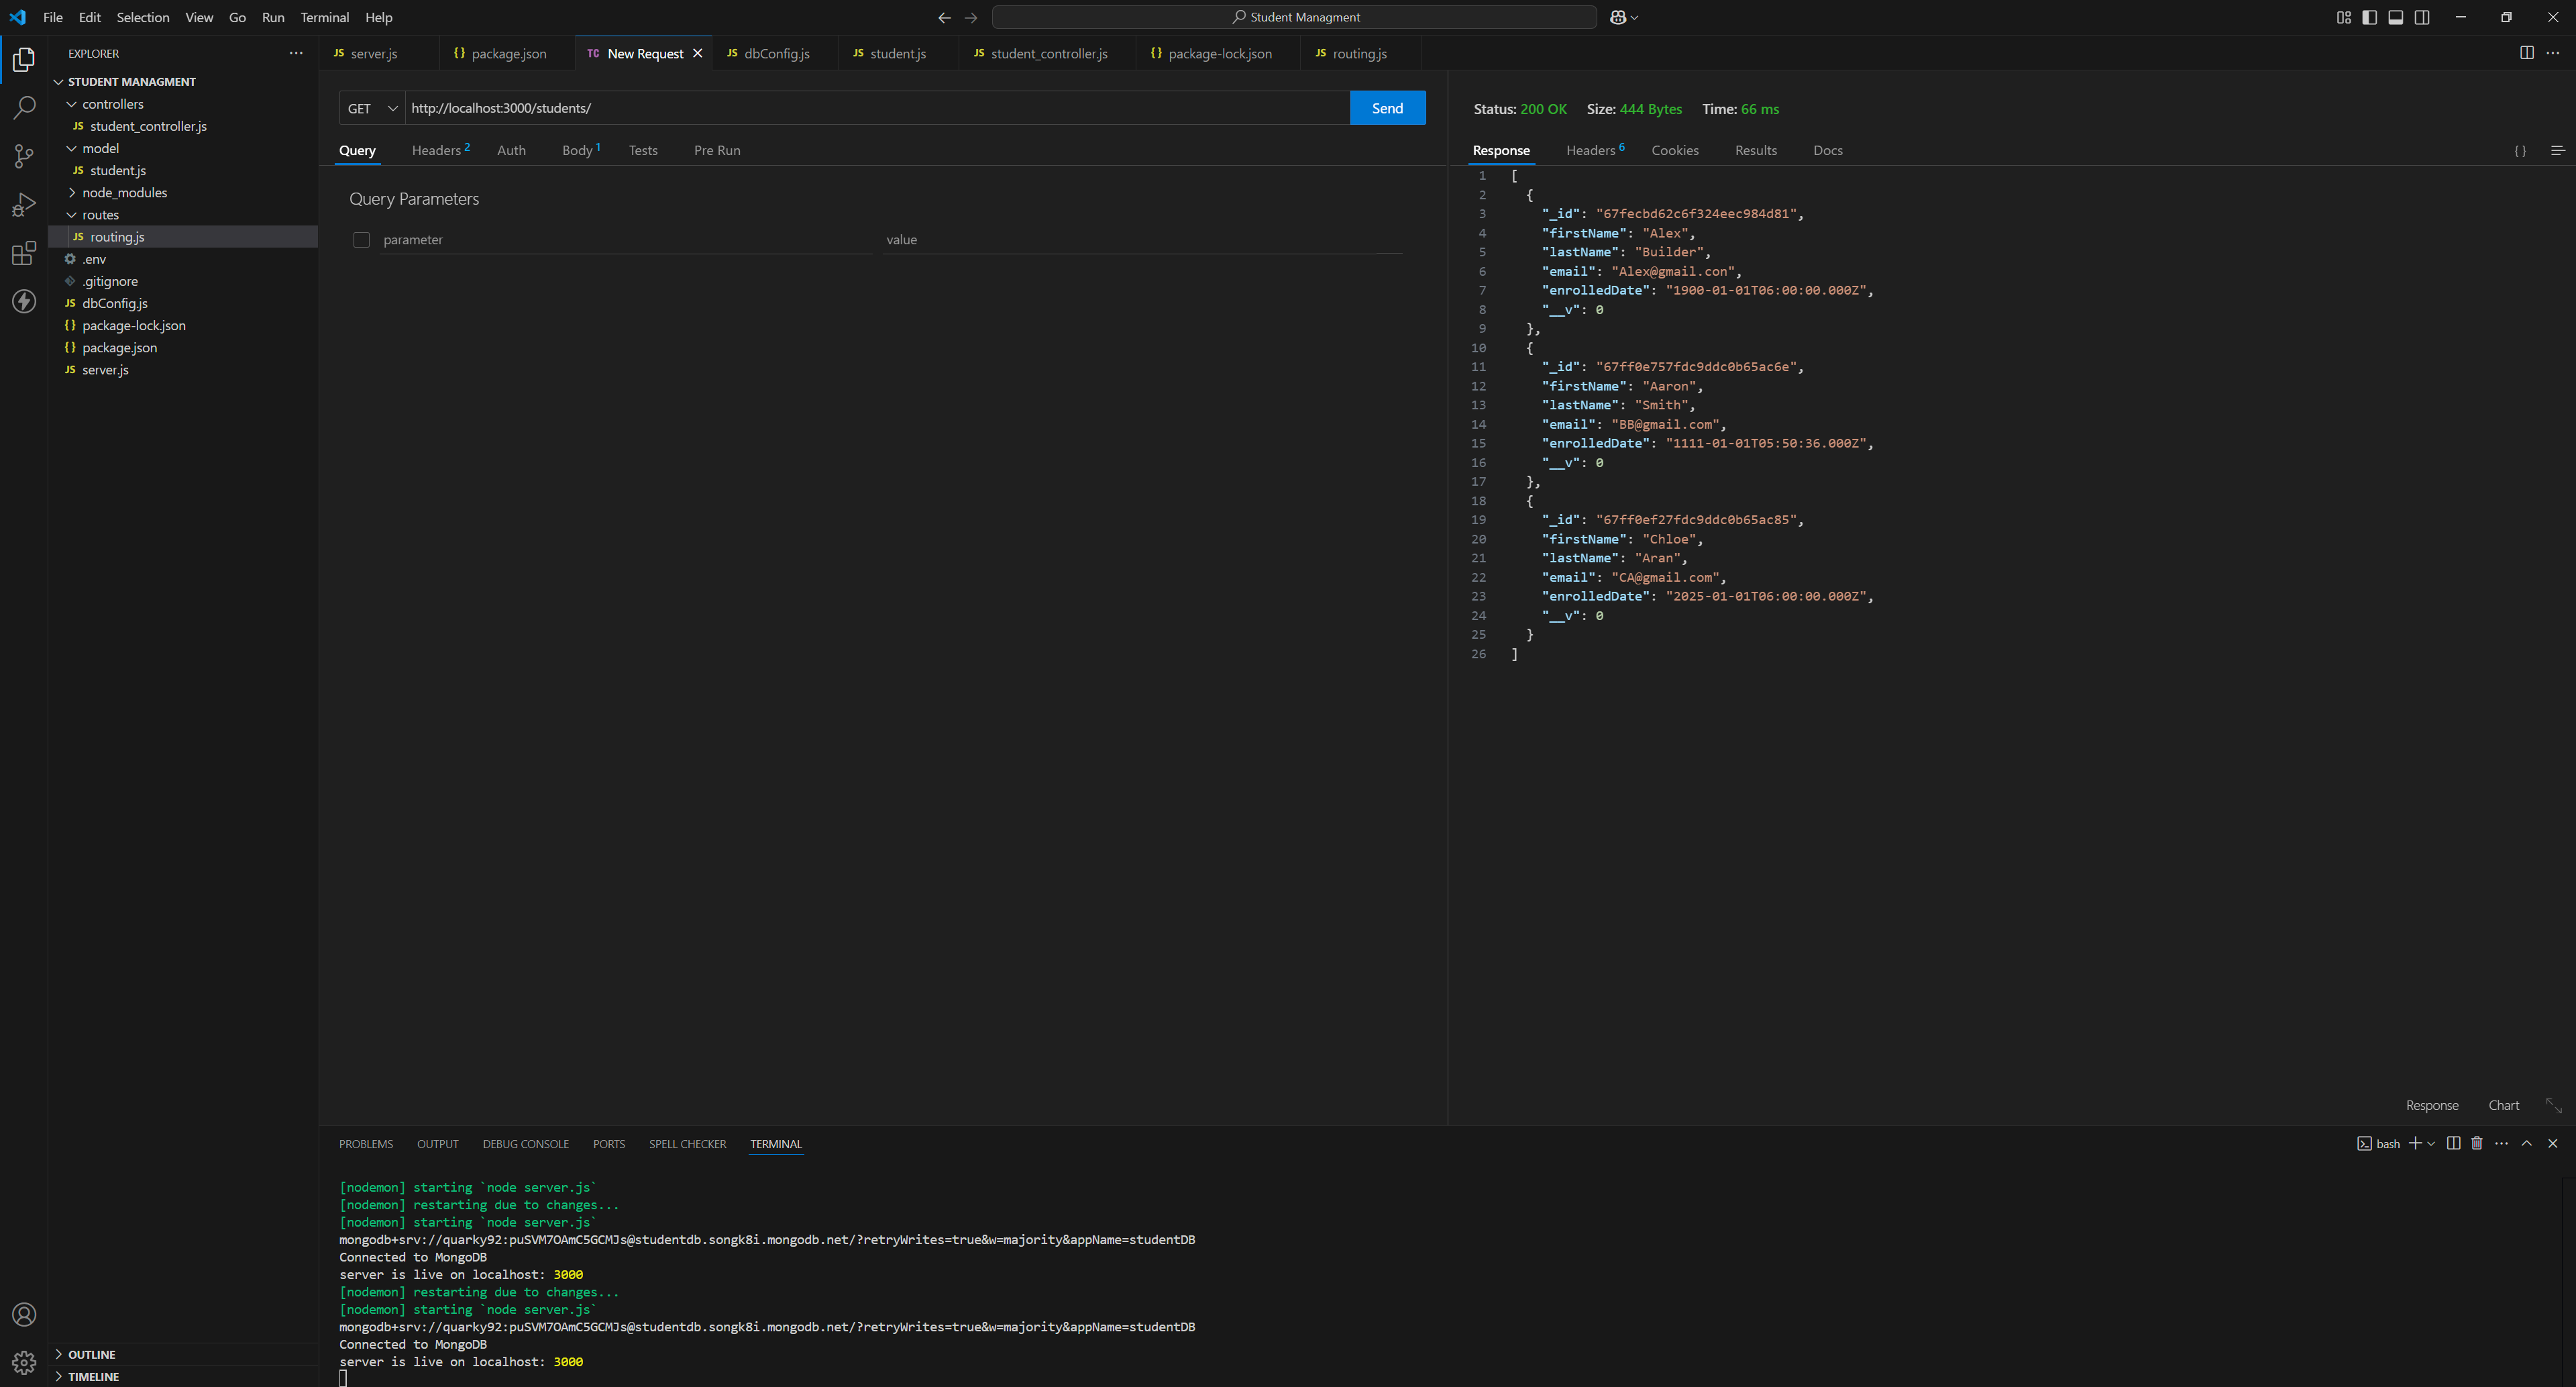 File Edit Selection View Go Run Terminal Help
Student Managment
EXPLORER
STUDENT MANAGMENT
controllers
JS student_controller.js
model
JS student.js
node_modules
routes
JS routing.js
.env
.gitignore
JS dbConfig.js
{} package-lock.json
{} package.json
JS server.js
OUTLINE
TIMELINE
JS server.js {} package.json TC New Request JS dbConfig.js JS student.js JS student_controller.js {} package-lock.json JS routing.js
GET http://localhost:3000/students/ Send
Query Headers 2 Auth Body 1 Tests Pre Run
Query Parameters
parameter value
Status: 200 OK Size: 444 Bytes Time: 66 ms
Response Headers 6 Cookies Results Docs {}
1 [
2 {
3 "_id": "67fecbd62c6f324eec984d81",
4 "firstName": "Alex",
5 "lastName": "Builder",
6 "email": "Alex@gmail.con",
7 "enrolledDate": "1900-01-01T06:00:00.000Z",
8 "__v": 0
9 },
10 {
11 "_id": "67ff0e757fdc9ddc0b65ac6e",
12 "firstName": "Aaron",
13 "lastName": "Smith",
14 "email": "BB@gmail.com",
15 "enrolledDate": "1111-01-01T05:50:36.000Z",
16 "__v": 0
17 },
18 {
19 "_id": "67ff0ef27fdc9ddc0b65ac85",
20 "firstName": "Chloe",
21 "lastName": "Aran",
22 "email": "CA@gmail.com",
23 "enrolledDate": "2025-01-01T06:00:00.000Z",
24 "__v": 0
25 }
26 ]
Response Chart
PROBLEMS OUTPUT DEBUG CONSOLE PORTS SPELL CHECKER TERMINAL
bash
[nodemon] starting `node server.js`
[nodemon] restarting due to changes...
[nodemon] starting `node server.js`
mongodb+srv://quarky92:puSVM7OAmC5GCMJs@studentdb.songk8i.mongodb.net/?retryWrites=true&w=majority&appName=studentDB
Connected to MongoDB
server is live on localhost: 3000
[nodemon] restarting due to changes...
[nodemon] starting `node server.js`
mongodb+srv://quarky92:puSVM7OAmC5GCMJs@studentdb.songk8i.mongodb.net/?retryWrites=true&w=majority&appName=studentDB
Connected to MongoDB
server is live on localhost: 3000